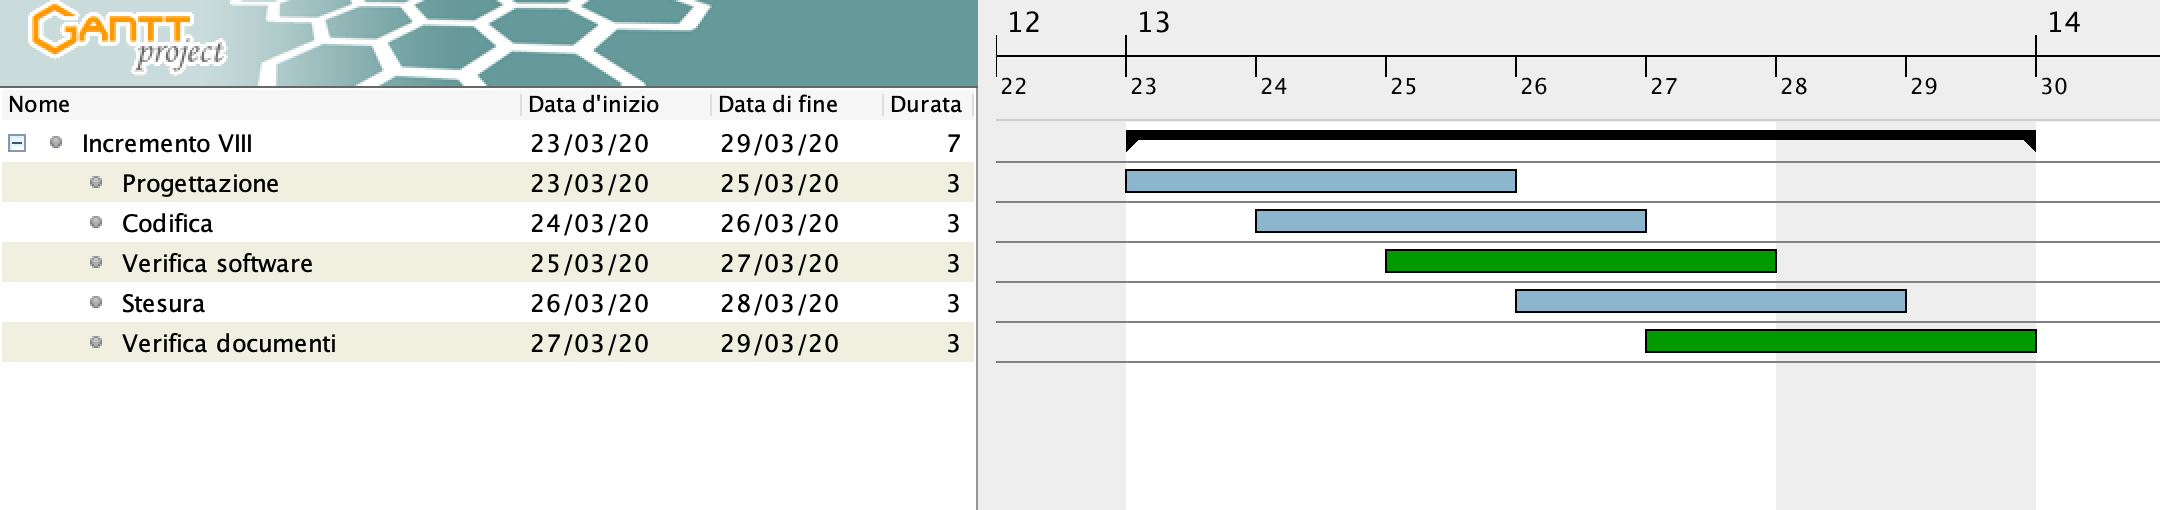 GANTT
project
12 13 14
22 23 24 25 26 27 28 29 30
Nome Data d'inizio Data di fine Durata
Incremento VIII 23/03/20 29/03/20 7
Progettazione 23/03/20 25/03/20 3
Codifica 24/03/20 26/03/20 3
Verifica software 25/03/20 27/03/20 3
Stesura 26/03/20 28/03/20 3
Verifica documenti 27/03/20 29/03/20 3